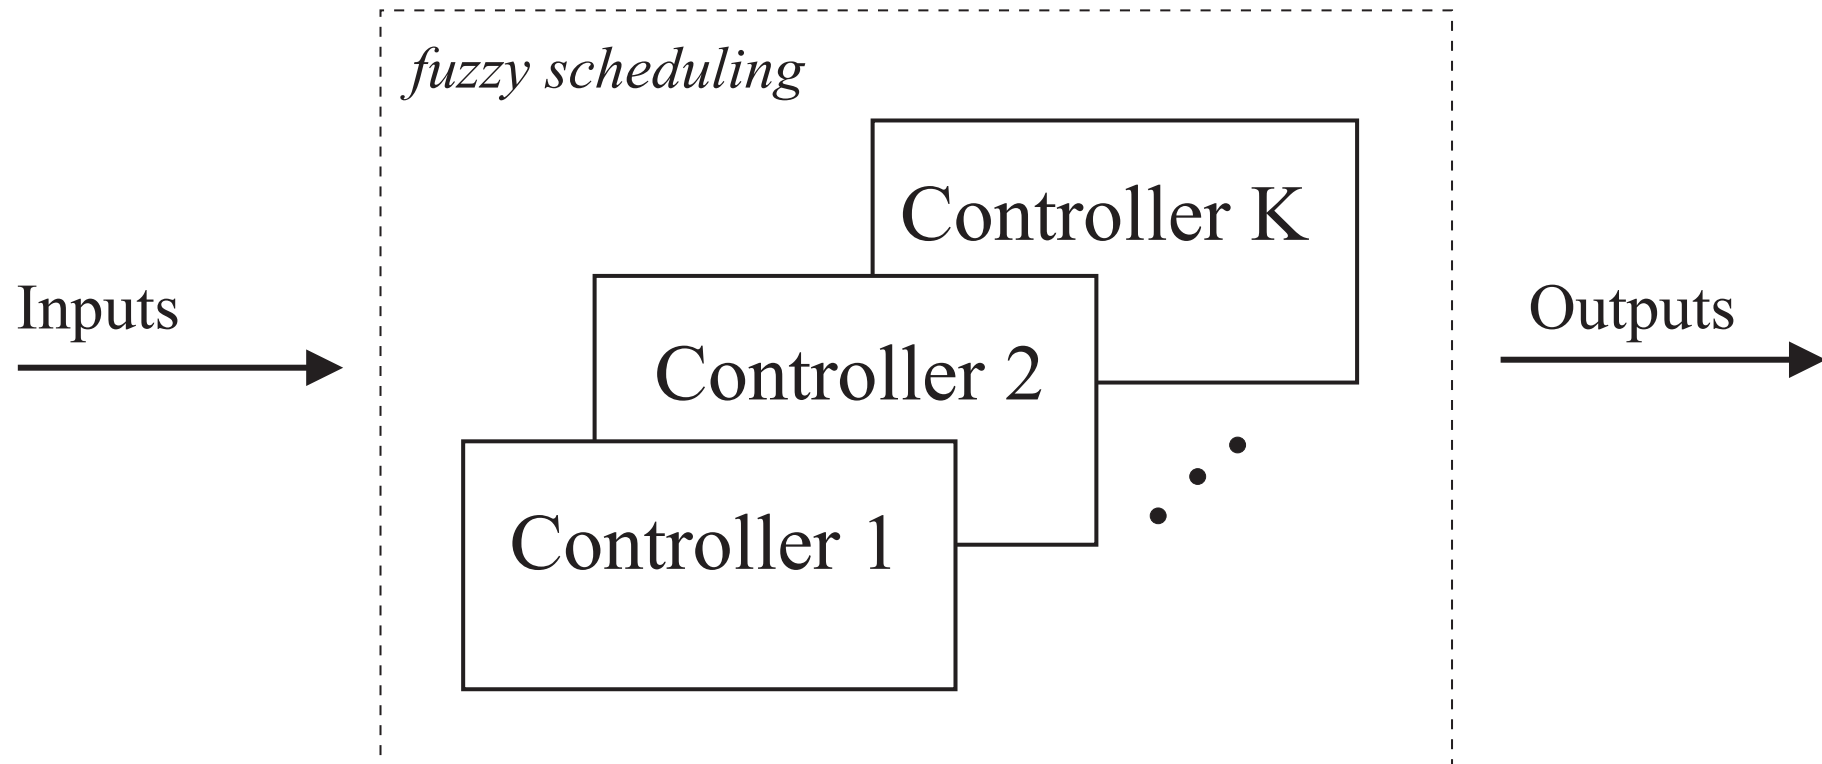 fuzzy scheduling
Controller K
Inputs
Outputs
Controller 2
Controller 1